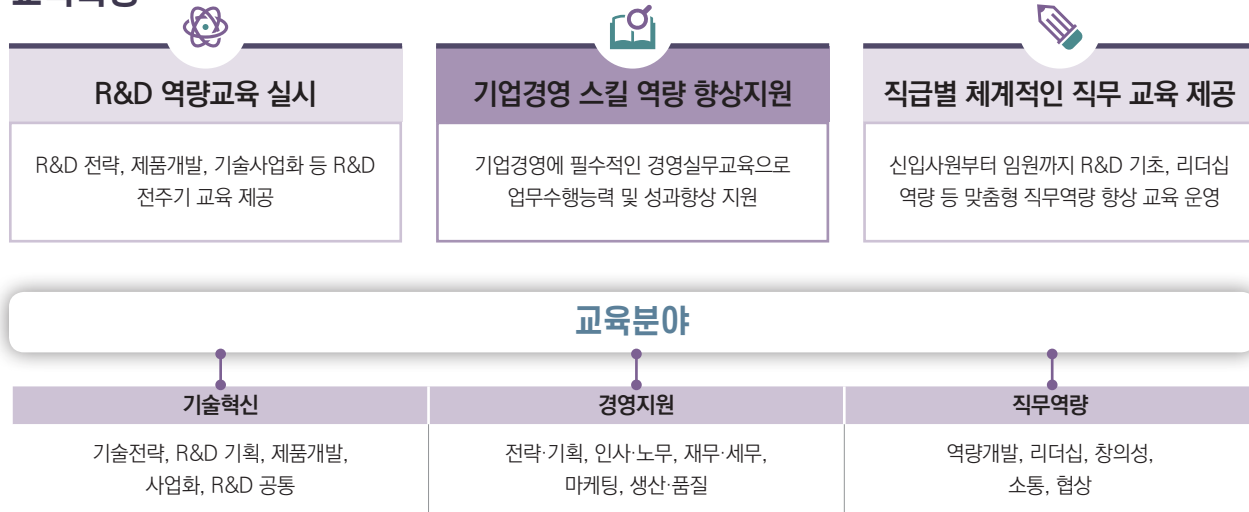 R&D 역량교육 실시
R&D 전략, 제품개발, 기술사업화 등 R&D
전주기 교육 제공
기업경영 스킬 역량 향상지원
기업경영에 필수적인 경영실무교육으로
업무수행능력 및 성과향상 지원
직급별 체계적인 직무 교육 제공
신입사원부터 임원까지 R&D 기초, 리더십
역량 등 맞춤형 직무역량 향상 교육 운영
교육분야
기술혁신
기술전략, R&D 기획, 제품개발,
사업화, R&D 공통
경영지원
전략·기획, 인사·노무, 재무·세무,
마케팅, 생산·품질
직무역량
역량개발, 리더십, 창의성,
소통, 협상